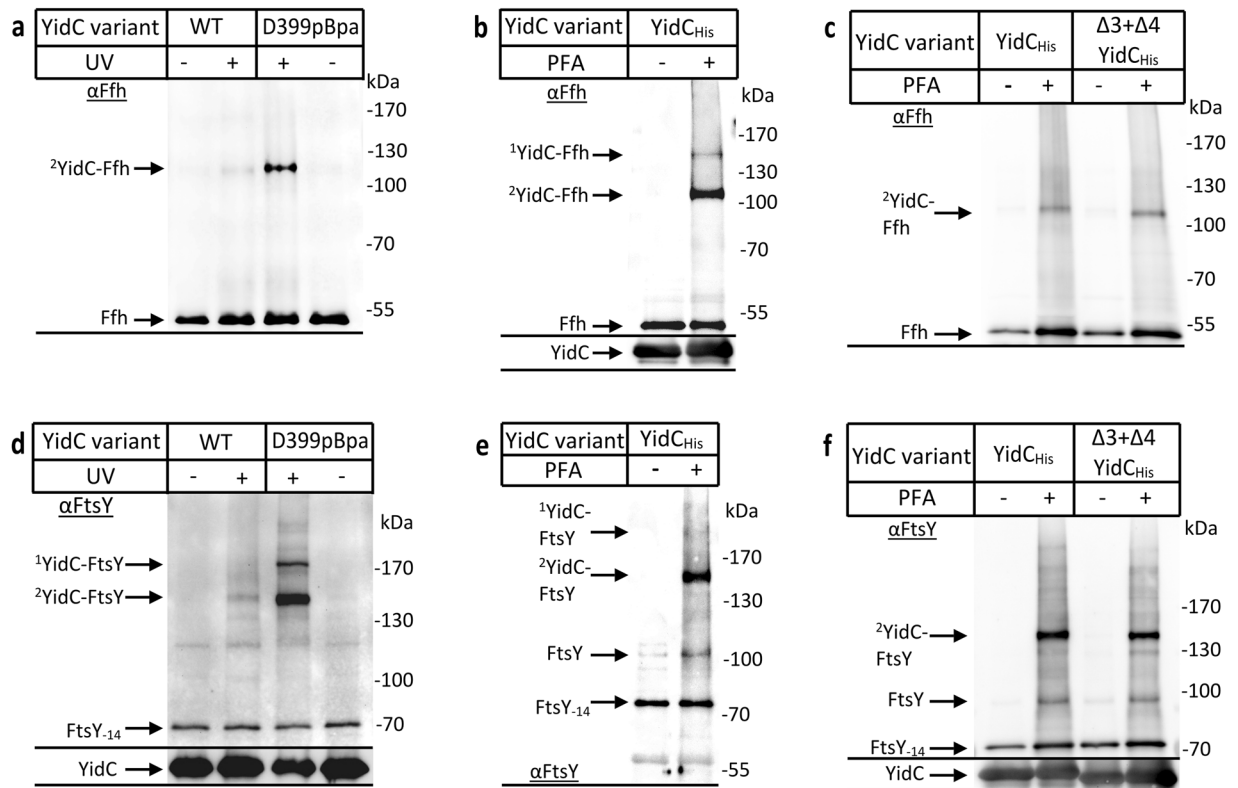 a
YidC variant WT D399pBpa
UV - + + -
αFfh
kDa
-170
-130
²YidC-Ffh
-100
-70
-55
Ffh
b
YidC variant YidCHis
PFA - +
αFfh
kDa
-170
¹YidC-Ffh
-130
²YidC-Ffh
-100
-70
-55
Ffh
YidC
c
YidC variant YidCHis Δ3+Δ4
YidCHis
PFA - + - +
αFfh
kDa
-170
-130
²YidC-
Ffh
-100
-70
-55
Ffh
d
YidC variant WT D399pBpa
UV - + + -
αFtsY
kDa
¹YidC-FtsY
-170
²YidC-FtsY
-130
-100
FtsY-14
-70
YidC
e
YidC variant YidCHis
PFA - +
¹YidC-
FtsY
kDa
-170
²YidC-
FtsY
-130
FtsY
-100
FtsY-14
-70
αFtsY
-55
f
YidC variant YidCHis Δ3+Δ4
YidCHis
PFA - + - +
αFtsY
kDa
-170
²YidC-
FtsY
-130
FtsY
-100
FtsY-14
-70
YidC